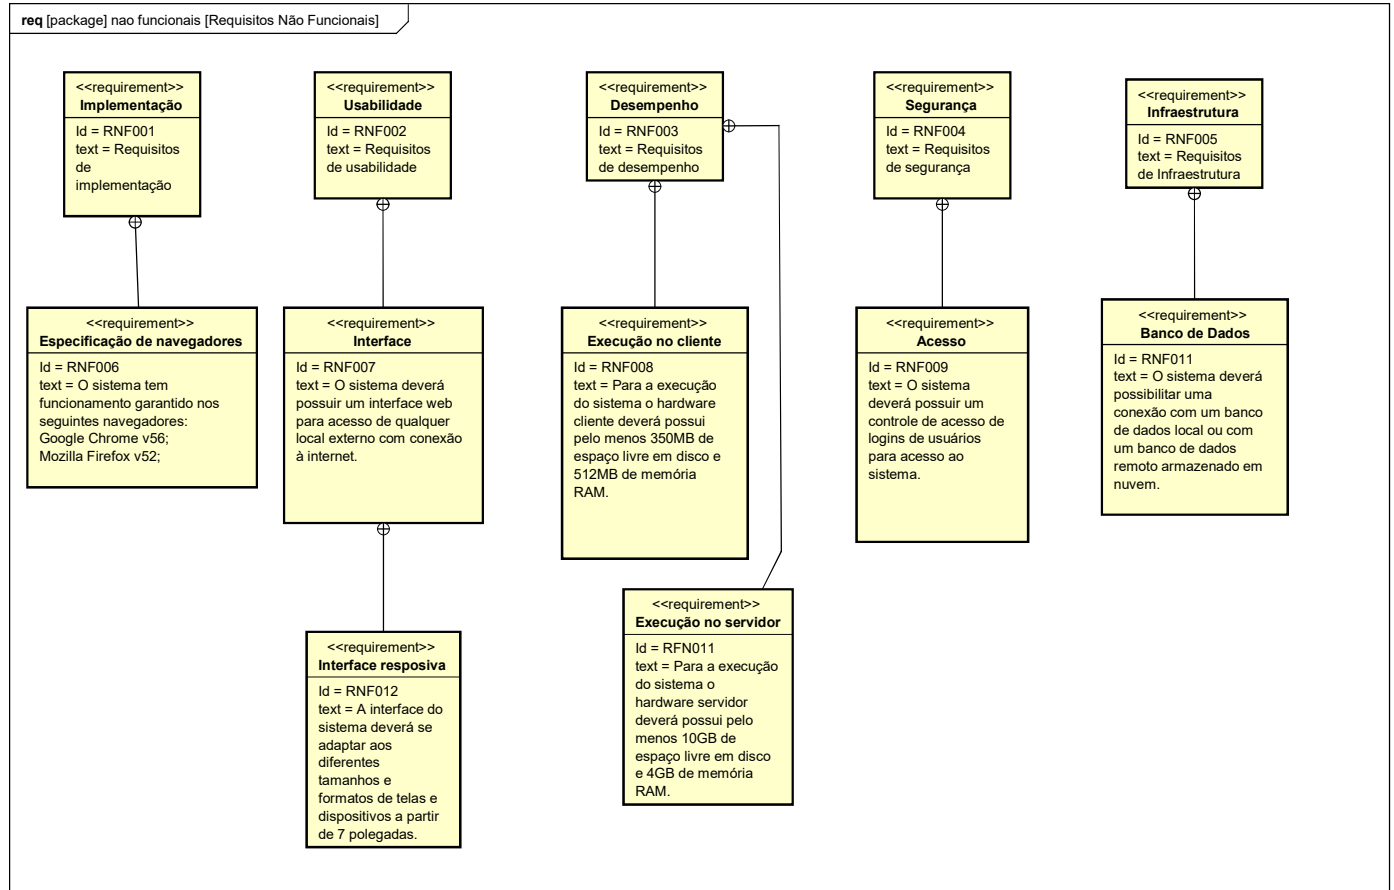 req [package] nao funcionais [Requisitos Não Funcionais]
<<requirement>>
Implementação
Id = RNF001
text = Requisitos
de
implementação
<<requirement>>
Usabilidade
Id = RNF002
text = Requisitos
de usabilidade
<<requirement>>
Desempenho
Id = RNF003
text = Requisitos
de desempenho
<<requirement>>
Segurança
Id = RNF004
text = Requisitos
de segurança
<<requirement>>
Infraestrutura
Id = RNF005
text = Requisitos
de Infraestrutura
<<requirement>>
Especificação de navegadores
Id = RNF006
text = O sistema tem
funcionamento garantido nos
seguintes navegadores:
Google Chrome v56;
Mozilla Firefox v52;
<<requirement>>
Interface
Id = RNF007
text = O sistema deverá
possuir um interface web
para acesso de qualquer
local externo com conexão
à internet.
<<requirement>>
Execução no cliente
Id = RNF008
text = Para a execução
do sistema o hardware
cliente deverá possui
pelo menos 350MB de
espaço livre em disco e
512MB de memória
RAM.
<<requirement>>
Acesso
Id = RNF009
text = O sistema
deverá possuir um
controle de acesso de
logins de usuários
para acesso ao
sistema.
<<requirement>>
Banco de Dados
Id = RNF011
text = O sistema deverá
possibilitar uma
conexão com um banco
de dados local ou com
um banco de dados
remoto armazenado em
nuvem.
<<requirement>>
Interface resposiva
Id = RNF012
text = A interface do
sistema deverá se
adaptar aos
diferentes
tamanhos e
formatos de telas e
dispositivos a partir
de 7 polegadas.
<<requirement>>
Execução no servidor
Id = RFN011
text = Para a execução
do sistema o
hardware servidor
deverá possui pelo
menos 10GB de
espaço livre em disco
e 4GB de memória
RAM.